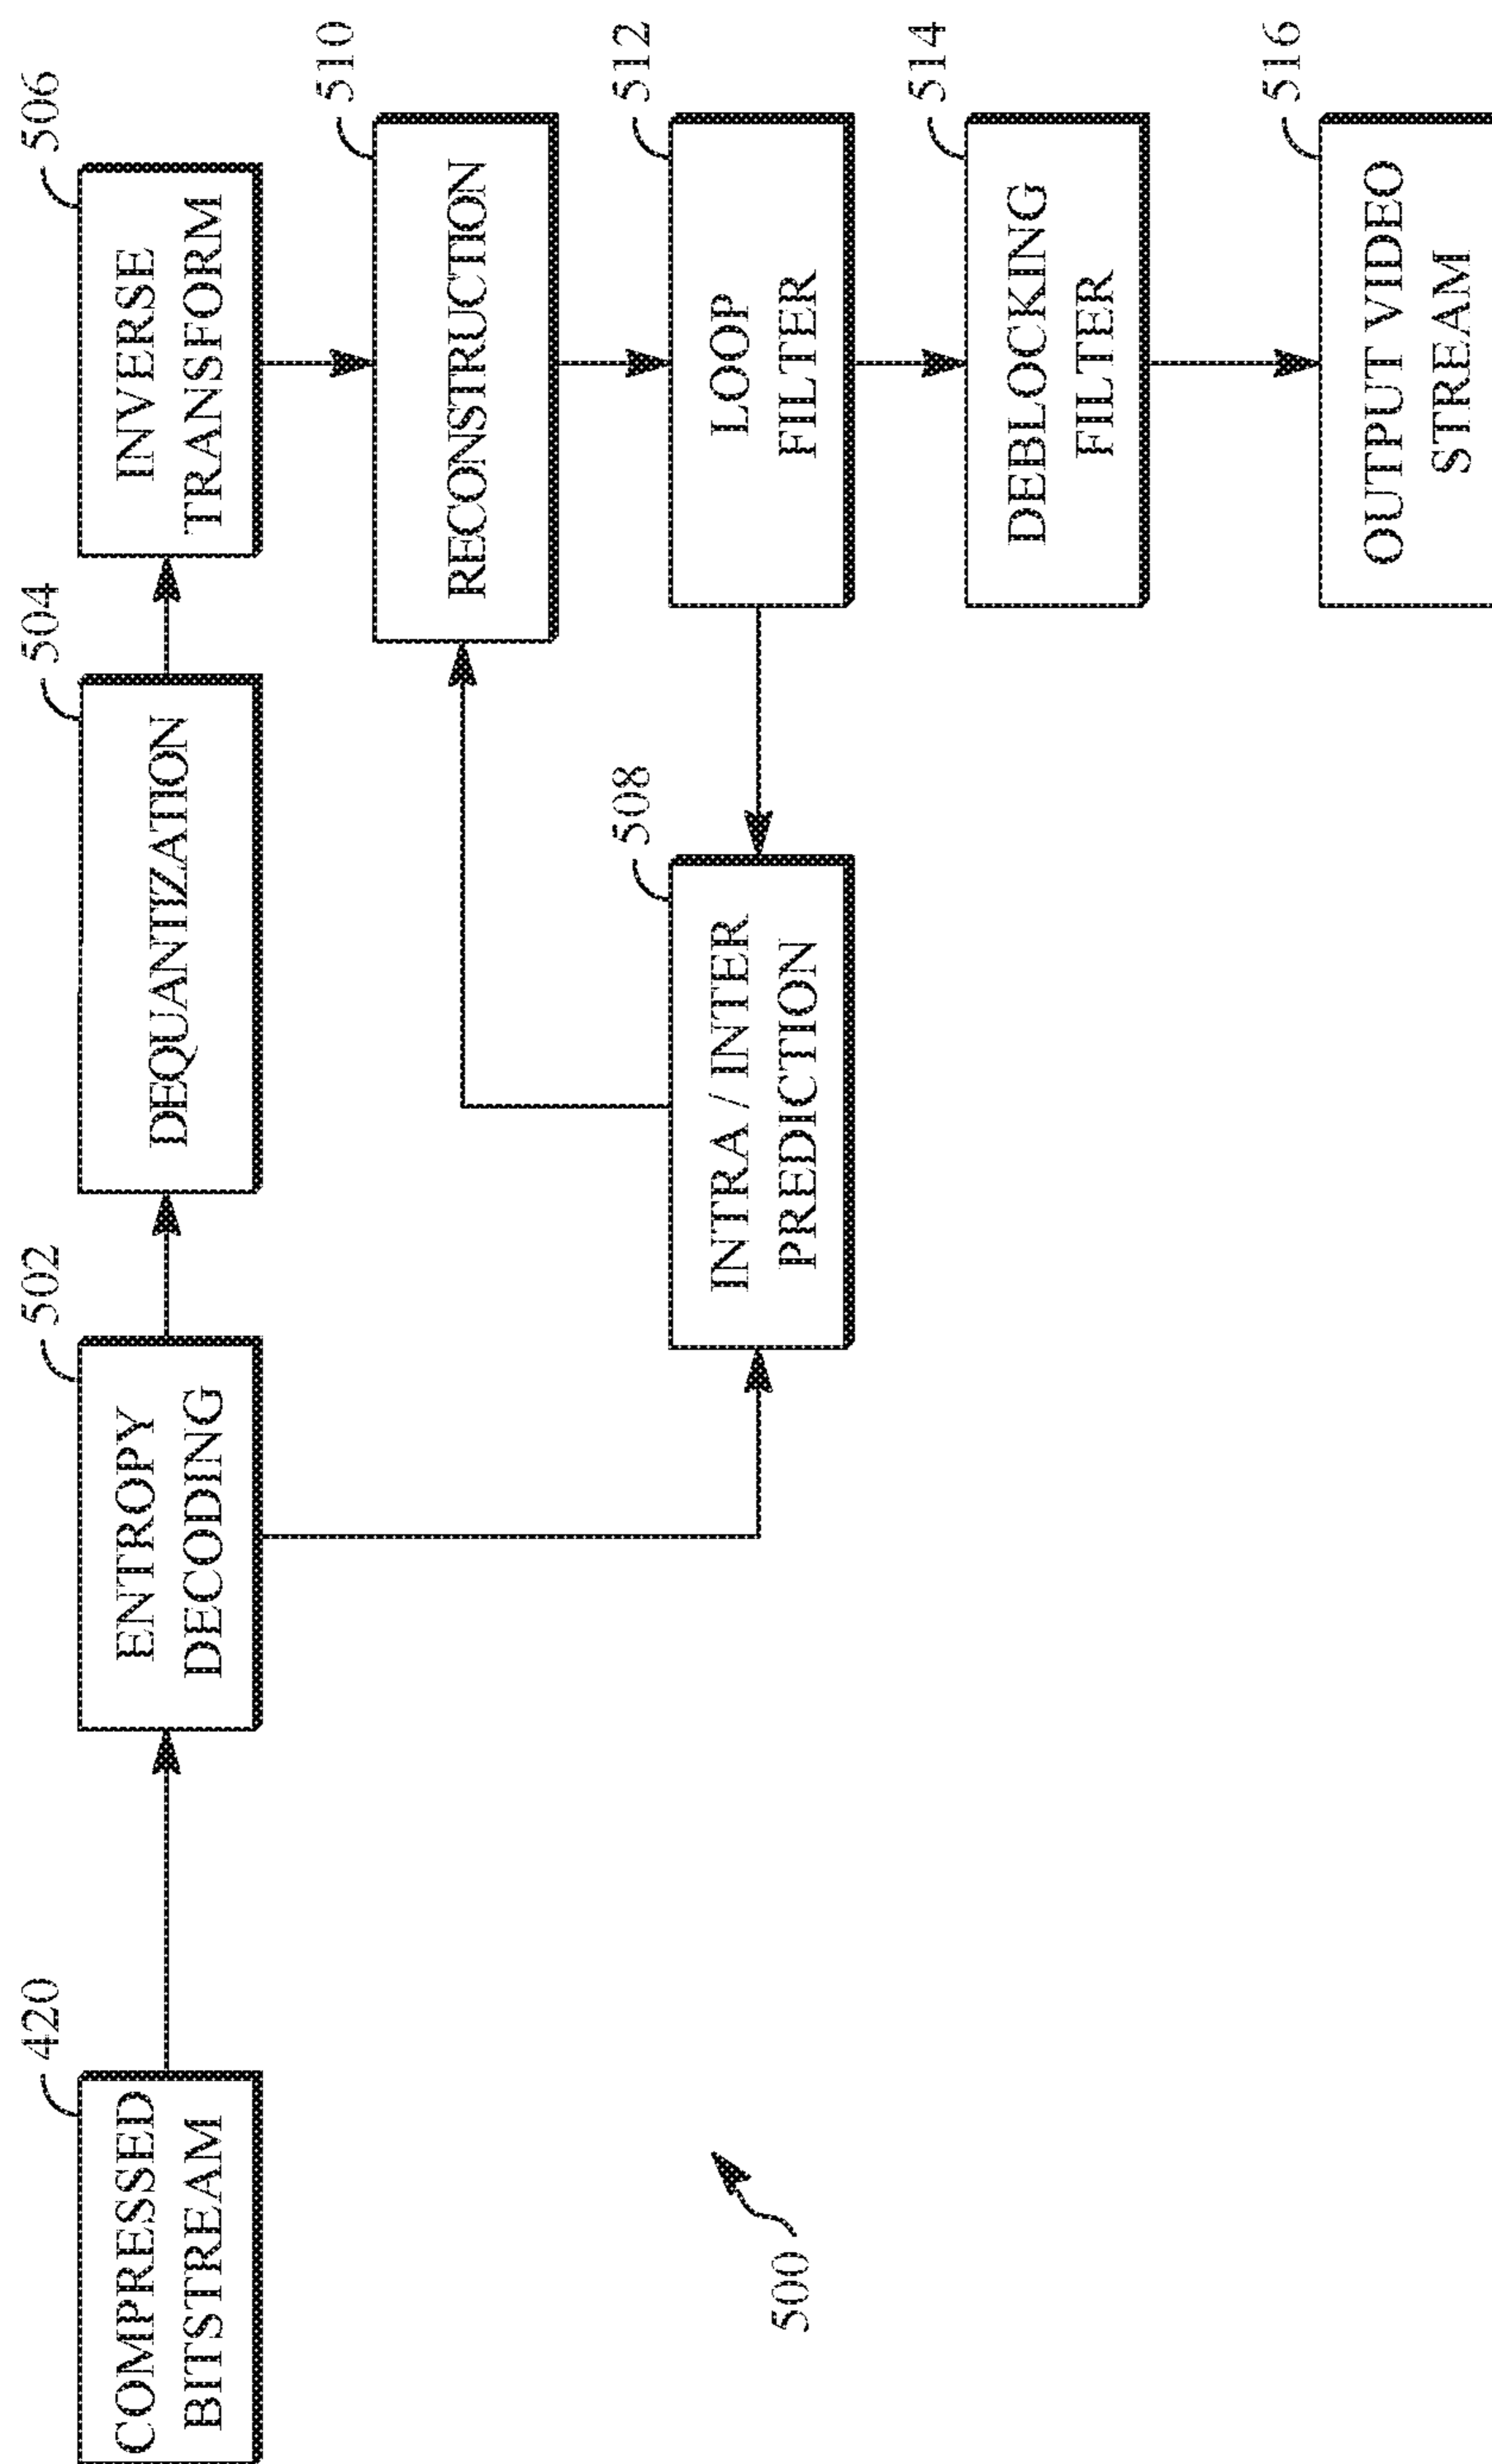 420
COMPRESSED
BITSTREAM
502
ENTROPY
DECODING
504
DEQUANTIZATION
506
INVERSE
TRANSFORM
508
INTRA / INTER
PREDICTION
510
RECONSTRUCTION
512
LOOP
FILTER
514
DEBLOCKING
FILTER
516
OUTPUT VIDEO
STREAM
500